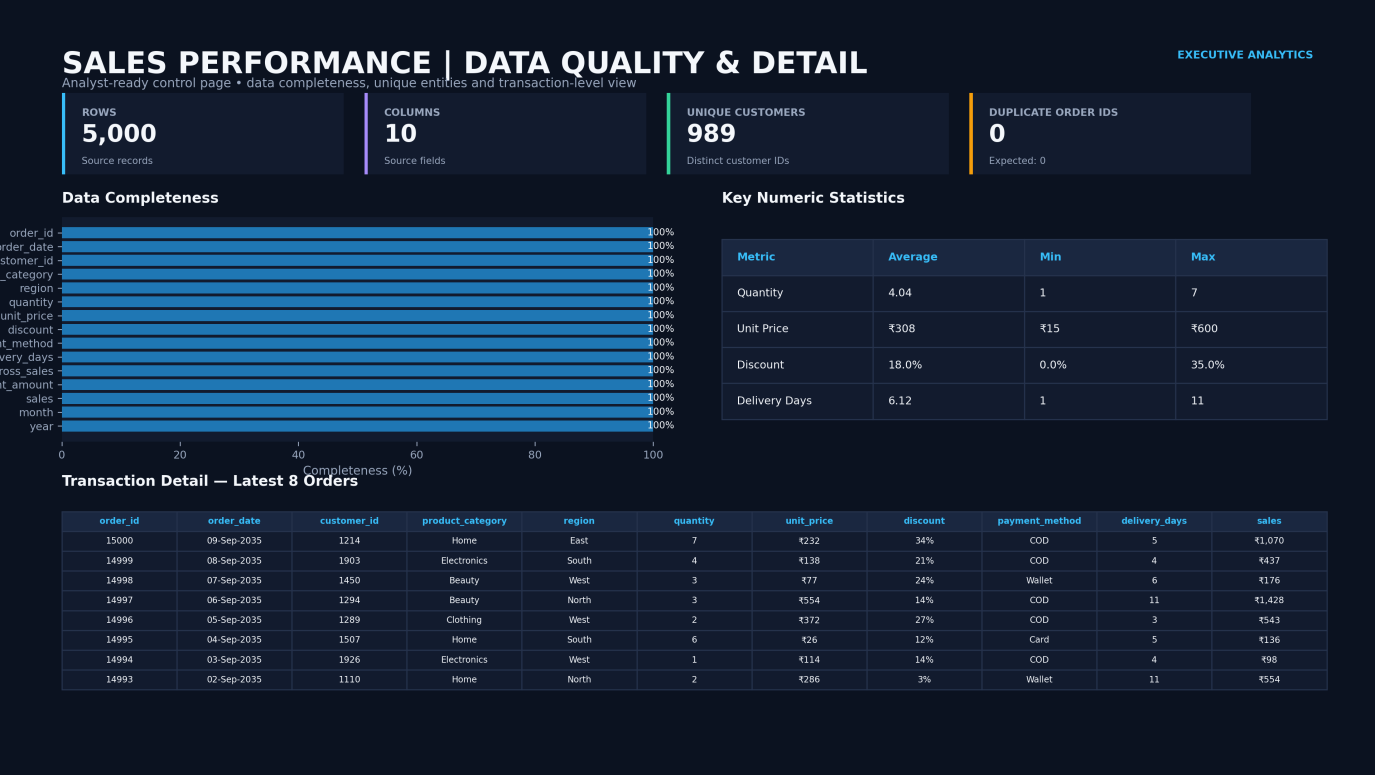 SALES PERFORMANCE | DATA QUALITY & DETAIL
EXECUTIVE ANALYTICS
Analyst-ready control page • data completeness, unique entities and transaction-level view
ROWS
5,000
Source records
COLUMNS
10
Source fields
UNIQUE CUSTOMERS
989
Distinct customer IDs
DUPLICATE ORDER IDS
0
Expected: 0
Data Completeness
order_id 100%
order_date 100%
stomer_id 100%
_category 100%
region 100%
quantity 100%
unit_price 100%
discount 100%
nt_method 100%
very_days 100%
ross_sales 100%
nt_amount 100%
sales 100%
month 100%
year 100%
0 20 40 60 80 100
Completeness (%)
Key Numeric Statistics
Metric Average Min Max
Quantity 4.04 1 7
Unit Price ₹308 ₹15 ₹600
Discount 18.0% 0.0% 35.0%
Delivery Days 6.12 1 11
Transaction Detail — Latest 8 Orders
order_id order_date customer_id product_category region quantity unit_price discount payment_method delivery_days sales
15000 09-Sep-2035 1214 Home East 7 ₹232 34% COD 5 ₹1,070
14999 08-Sep-2035 1903 Electronics South 4 ₹138 21% COD 4 ₹437
14998 07-Sep-2035 1450 Beauty West 3 ₹77 24% Wallet 6 ₹176
14997 06-Sep-2035 1294 Beauty North 3 ₹554 14% COD 11 ₹1,428
14996 05-Sep-2035 1289 Clothing West 2 ₹372 27% COD 3 ₹543
14995 04-Sep-2035 1507 Home South 6 ₹26 12% Card 5 ₹136
14994 03-Sep-2035 1926 Electronics West 1 ₹114 14% COD 4 ₹98
14993 02-Sep-2035 1110 Home North 2 ₹286 3% Wallet 11 ₹554